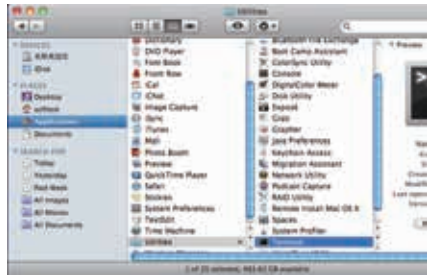 Utilities
DEVICES
iDisk
PLACES
Desktop
Applications
Documents
SEARCH FOR
Today
Yesterday
Past Week
All Images
All Movies
All Documents
Dictionary
DVD Player
Font Book
Front Row
iCal
iChat
Image Capture
iSync
iTunes
Mail
Photo Booth
Preview
QuickTime Player
Safari
Stickies
System Preferences
TextEdit
Time Machine
Utilities
Bluetooth File Exchange
Boot Camp Assistant
ColorSync Utility
Console
DigitalColor Meter
Disk Utility
Exposé
Grab
Grapher
Java Preferences
Keychain Access
Migration Assistant
Network Utility
Podcast Capture
RAID Utility
Remote Install Mac OS X
Spaces
System Profiler
Terminal
Preview